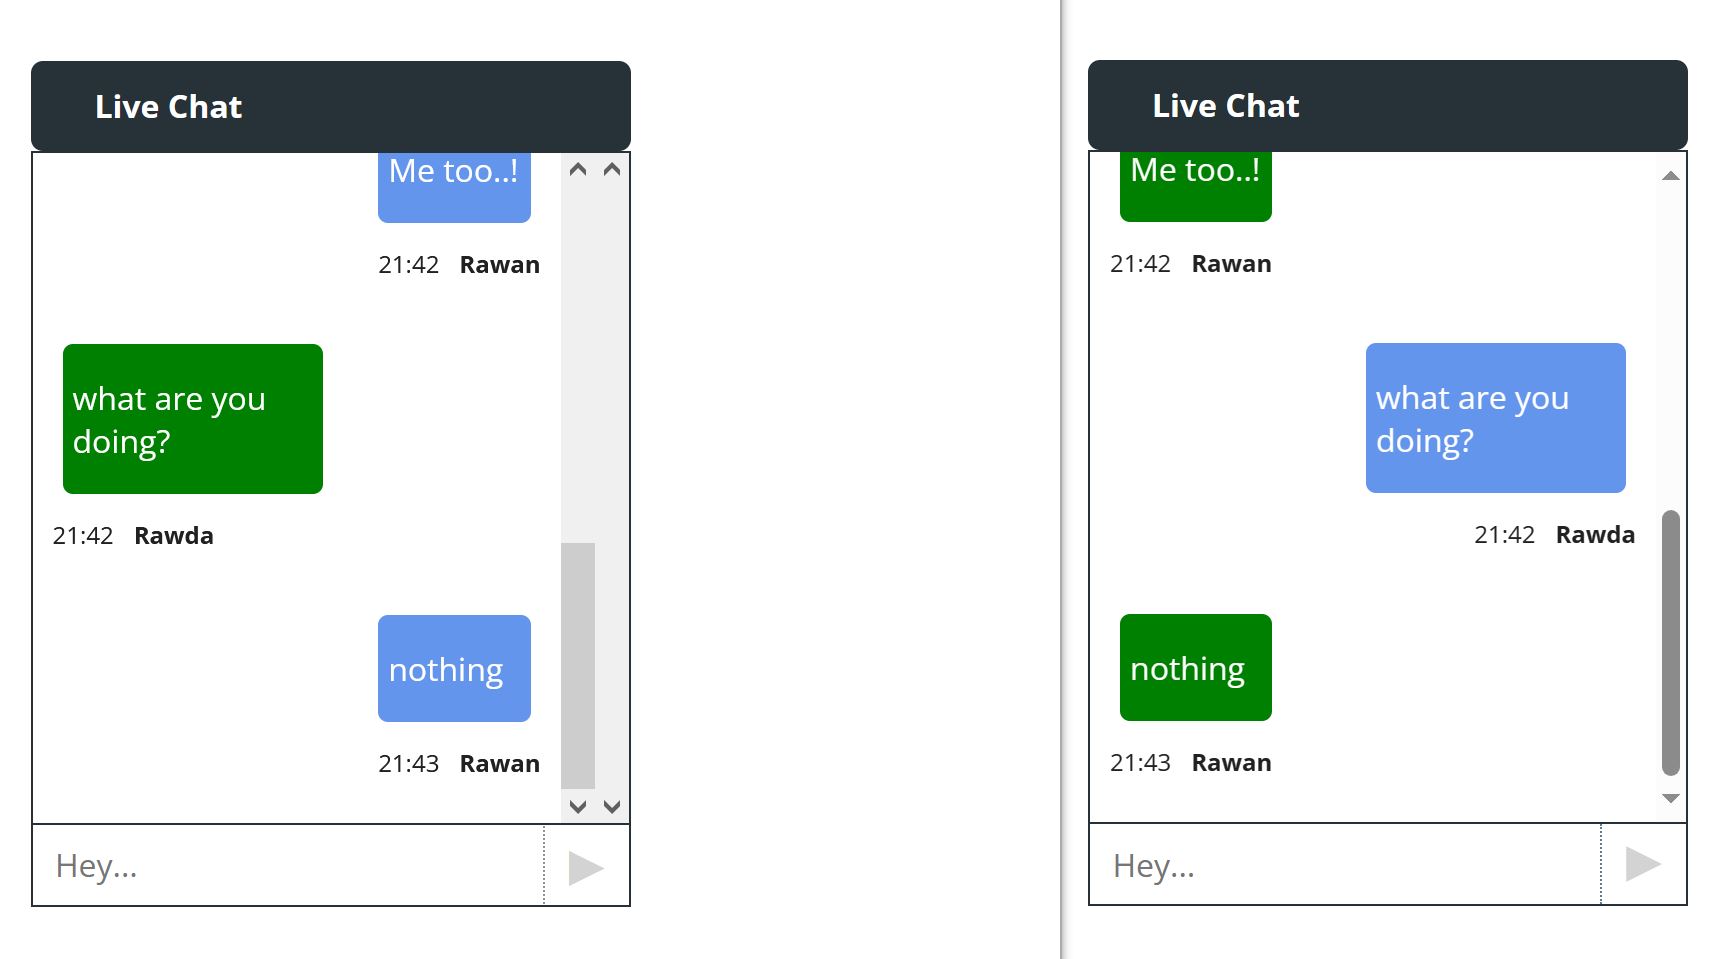 Live Chat
Me too..!
21:42 Rawan
what are you
doing?
21:42 Rawda
nothing
21:43 Rawan
Hey...
Live Chat
Me too..!
21:42 Rawan
what are you
doing?
21:42 Rawda
nothing
21:43 Rawan
Hey...